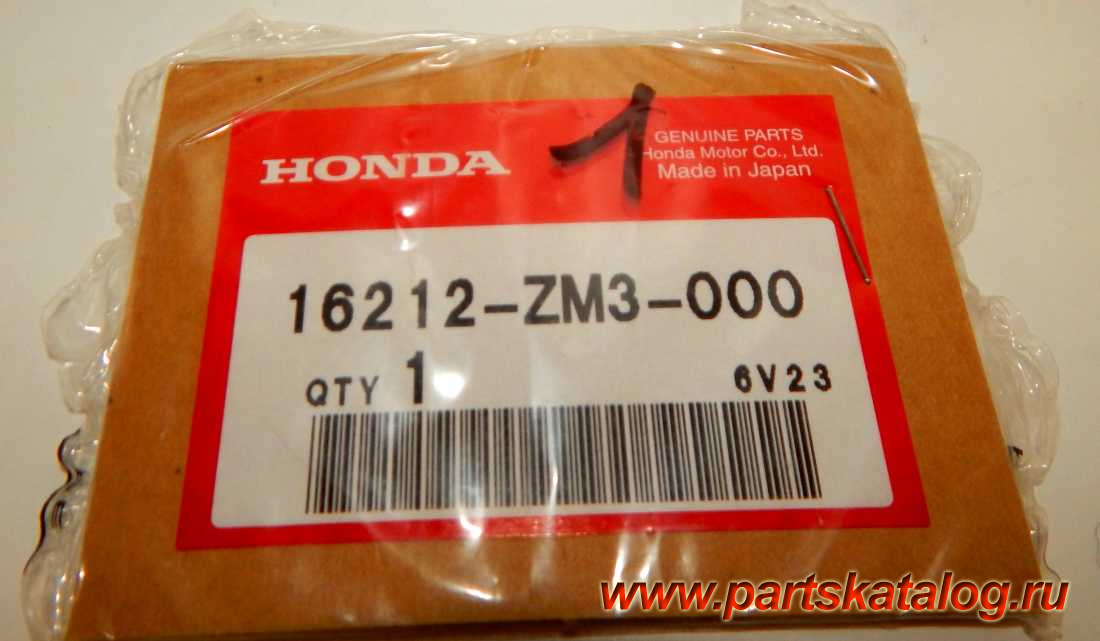 1
HONDA
GENUINE PARTS
Honda Motor Co., Ltd.
Made in Japan
16212-ZM3-000
QTY 1 6V23
www.partskatalog.ru